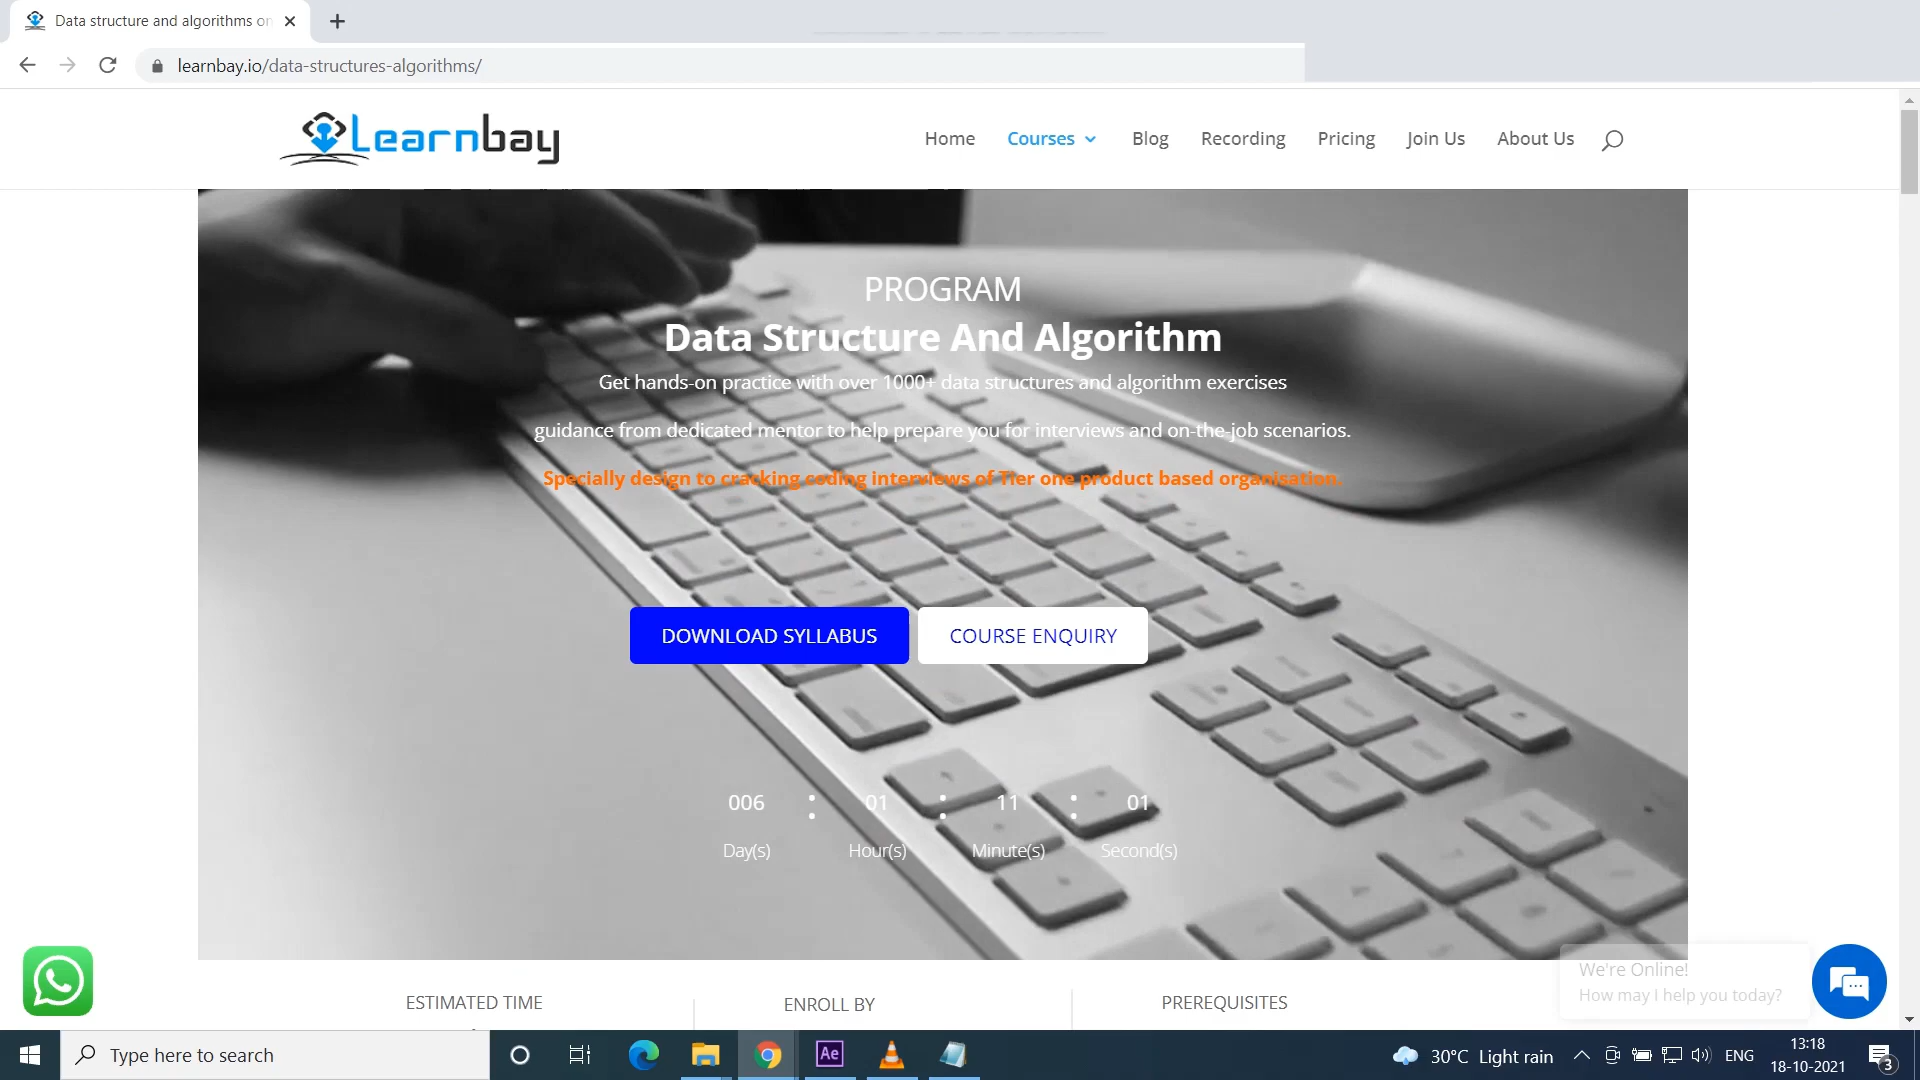 Data structure and algorithms on
learnbay.io/data-structures-algorithms/
Learnbay
Home Courses Blog Recording Pricing Join Us About Us
PROGRAM
Data Structure And Algorithm
Get hands-on practice with over 1000+ data structures and algorithm exercises
guidance from dedicated mentor to help prepare you for interviews and on-the-job scenarios.
Specially design to cracking coding interviews of Tier one product based organisation.
DOWNLOAD SYLLABUS COURSE ENQUIRY
006 : 01 : 11 : 01
Day(s) Hour(s) Minute(s) Second(s)
We're Online!
How may I help you today?
ESTIMATED TIME ENROLL BY PREREQUISITES
Type here to search
Ae
30°C Light rain
ENG
13:18
18-10-2021
3